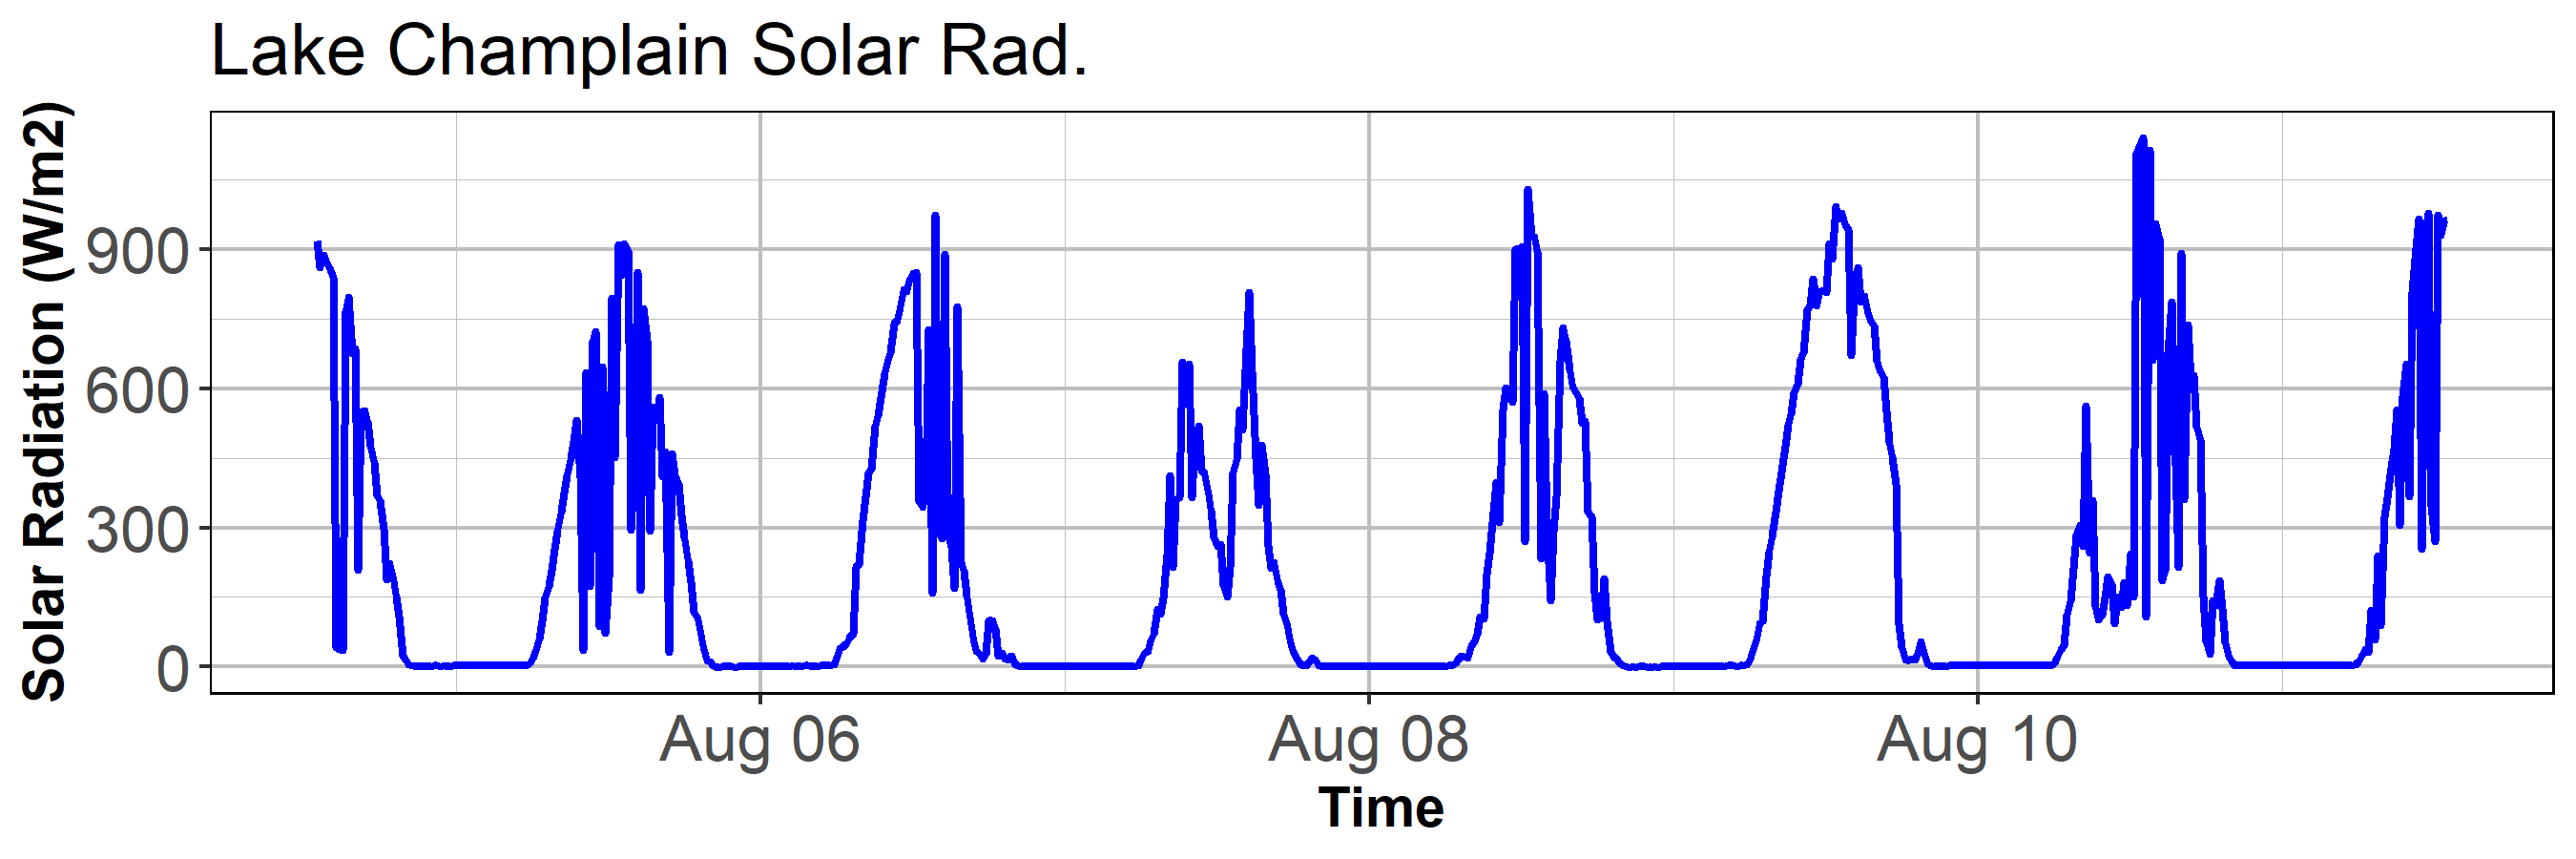 Lake Champlain Solar Rad.
Solar Radiation (W/m2)
900
600
300
0
Aug 06 Aug 08 Aug 10
Time